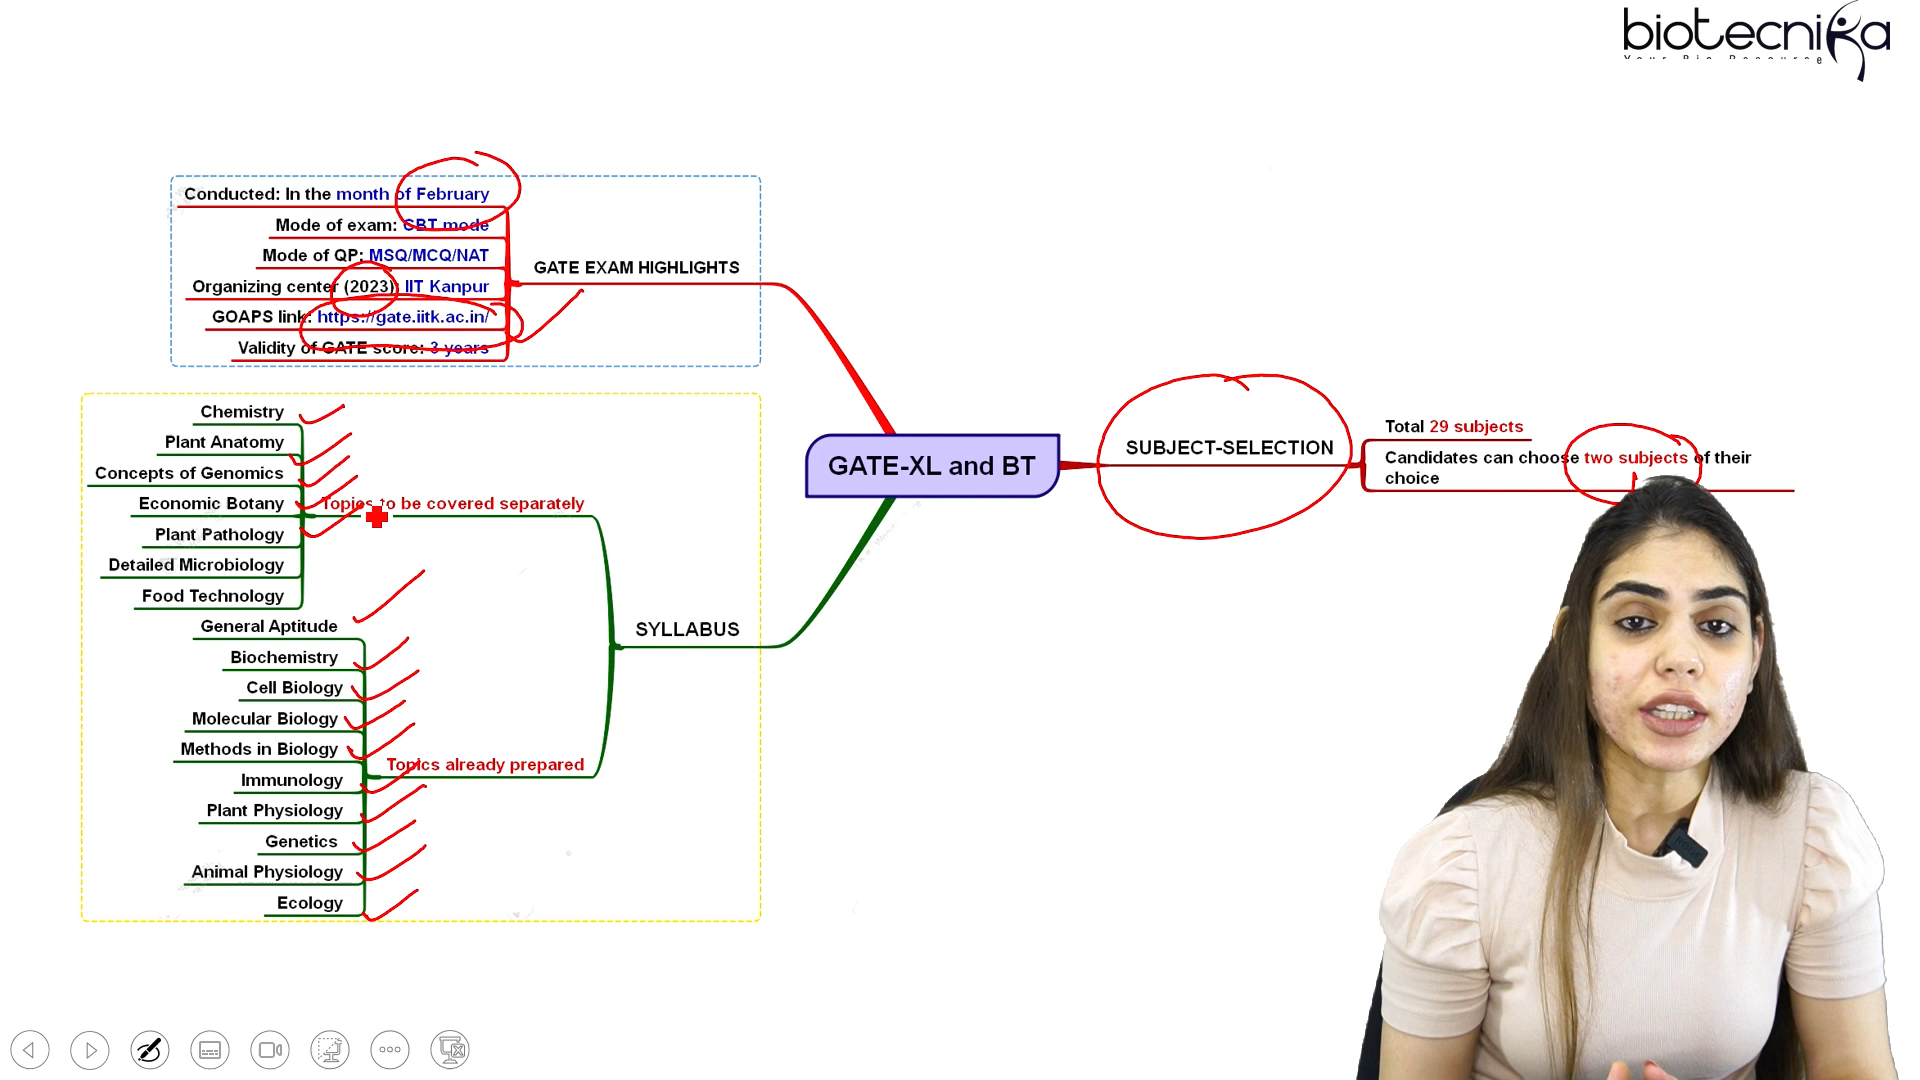 biotecnika
Your Bio Resource
Conducted: In the month of February
Mode of exam: CBT mode
Mode of QP: MSQ/MCQ/NAT
Organizing center (2023): IIT Kanpur
GOAPS link: https://gate.iitk.ac.in/
Validity of GATE score: 3 years
GATE EXAM HIGHLIGHTS
Chemistry
Plant Anatomy
Concepts of Genomics
Economic Botany
Plant Pathology
Detailed Microbiology
Food Technology
Topics to be covered separately
General Aptitude
Biochemistry
Cell Biology
Molecular Biology
Methods in Biology
Immunology
Plant Physiology
Genetics
Animal Physiology
Ecology
Topics already prepared
SYLLABUS
GATE-XL and BT
SUBJECT-SELECTION
Total 29 subjects
Candidates can choose two subjects of their
choice